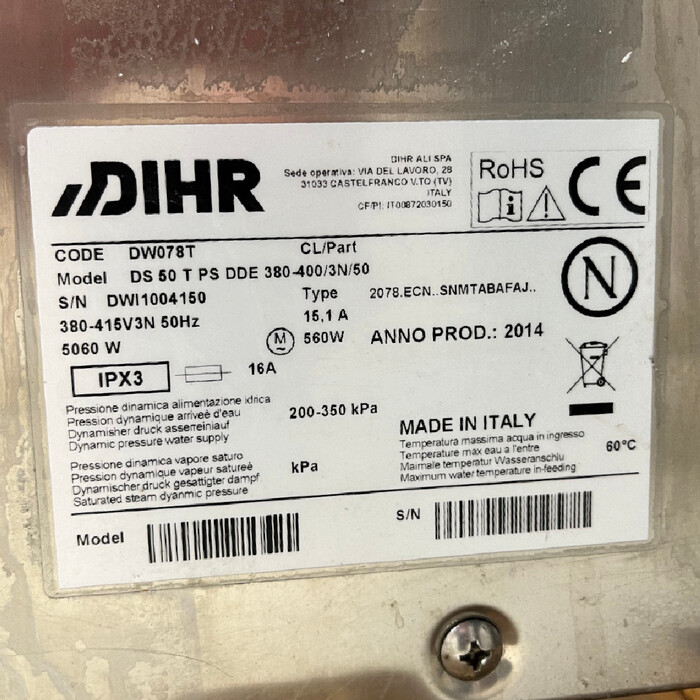 DIHR
DIHR ALI SPA
Sede operativa: VIA DEL LAVORO, 28
31033 CASTELFRANCO V.TO (TV)
ITALY
CF/PI: IT00872030150
RoHS
CE
CODE DW078T CL/Part
Model DS 50 T PS DDE 380-400/3N/50
S/N DWI1004150 Type 2078.ECN..SNMTABAFAJ..
N
380-415V3N 50Hz 15,1 A
5060 W M 560W ANNO PROD.: 2014
IPX3 16A
Pressione dinamica alimentazione idrica
Pression dynamique arriveè d'eau
Dynamisher druck asserreinlauf
Dynamic pressure water supply
200-350 kPa
MADE IN ITALY
Temperatura massima acqua in ingresso
Temperature max eau a l'entre
Maimale temperatur Wasseranschlu
Maximum water temperature in-feeding
60°C
Pressione dinamica vapore saturo
Pression dynamique vapeur satureè
Dynamischer druck gesattigter dampf
Saturated steam dyanmic pressure
kPa
Model
S/N